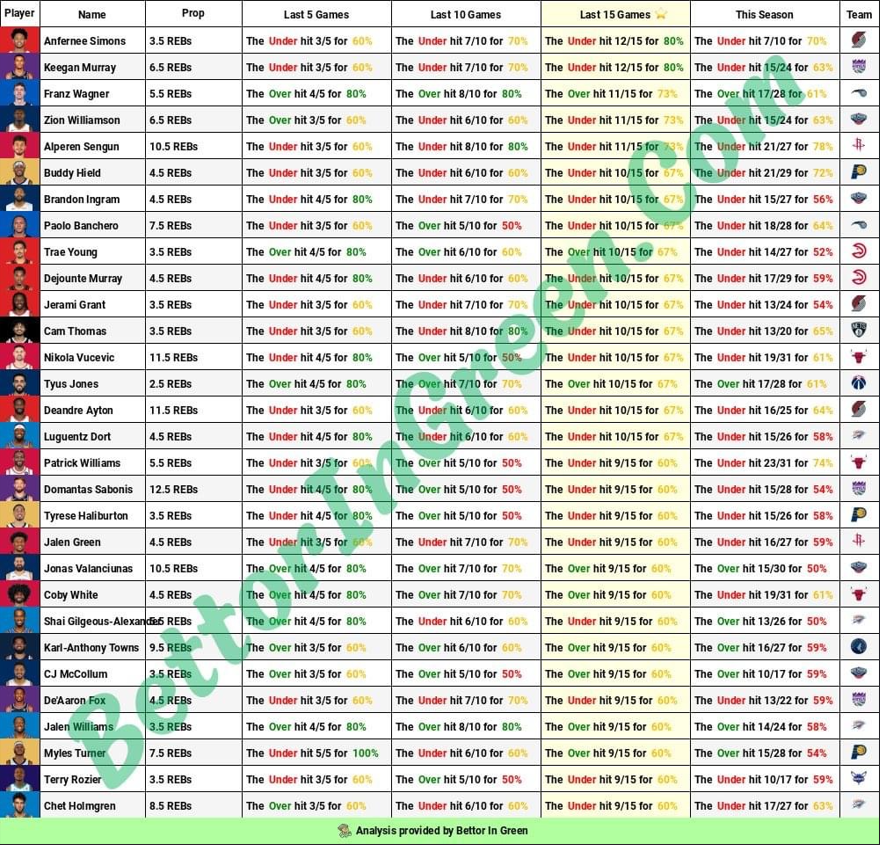 Player Name Prop Last 5 Games Last 10 Games Last 15 Games This Season Team
Anfernee Simons 3.5 REBs The Under hit 3/5 for 60% The Under hit 7/10 for 70% The Under hit 12/15 for 80% The Under hit 7/10 for 70%
Keegan Murray 6.5 REBs The Under hit 3/5 for 60% The Under hit 7/10 for 70% The Under hit 12/15 for 80% The Under hit 15/24 for 63%
Franz Wagner 5.5 REBs The Over hit 4/5 for 80% The Over hit 8/10 for 80% The Over hit 11/15 for 73% The Over hit 17/28 for 61%
Zion Williamson 6.5 REBs The Over hit 3/5 for 60% The Under hit 6/10 for 60% The Under hit 11/15 for 73% The Under hit 15/24 for 63%
Alperen Sengun 10.5 REBs The Under hit 3/5 for 60% The Under hit 8/10 for 80% The Under hit 11/15 for 73% The Under hit 21/27 for 78%
Buddy Hield 4.5 REBs The Under hit 3/5 for 60% The Under hit 6/10 for 60% The Under hit 10/15 for 67% The Under hit 21/29 for 72%
Brandon Ingram 4.5 REBs The Under hit 4/5 for 80% The Under hit 7/10 for 70% The Under hit 10/15 for 67% The Under hit 15/27 for 56%
Paolo Banchero 7.5 REBs The Under hit 3/5 for 60% The Over hit 5/10 for 50% The Under hit 10/15 for 67% The Under hit 18/28 for 64%
Trae Young 3.5 REBs The Over hit 4/5 for 80% The Over hit 6/10 for 60% The Over hit 10/15 for 67% The Under hit 14/27 for 52%
Dejounte Murray 4.5 REBs The Under hit 4/5 for 80% The Under hit 6/10 for 60% The Under hit 10/15 for 67% The Under hit 17/29 for 59%
Jerami Grant 3.5 REBs The Under hit 3/5 for 60% The Under hit 7/10 for 70% The Under hit 10/15 for 67% The Under hit 13/24 for 54%
Cam Thomas 3.5 REBs The Under hit 3/5 for 60% The Under hit 8/10 for 80% The Under hit 10/15 for 67% The Under hit 13/20 for 65%
Nikola Vucevic 11.5 REBs The Under hit 4/5 for 80% The Over hit 5/10 for 50% The Under hit 10/15 for 67% The Under hit 19/31 for 61%
Tyus Jones 2.5 REBs The Over hit 4/5 for 80% The Over hit 7/10 for 70% The Over hit 10/15 for 67% The Over hit 17/28 for 61%
Deandre Ayton 11.5 REBs The Under hit 3/5 for 60% The Under hit 6/10 for 60% The Under hit 10/15 for 67% The Under hit 16/25 for 64%
Luguentz Dort 4.5 REBs The Under hit 4/5 for 80% The Under hit 6/10 for 60% The Under hit 10/15 for 67% The Under hit 15/26 for 58%
Patrick Williams 5.5 REBs The Under hit 3/5 for 60% The Over hit 5/10 for 50% The Under hit 9/15 for 60% The Under hit 23/31 for 74%
Domantas Sabonis 12.5 REBs The Under hit 4/5 for 80% The Over hit 5/10 for 50% The Under hit 9/15 for 60% The Under hit 15/28 for 54%
Tyrese Haliburton 3.5 REBs The Under hit 4/5 for 80% The Over hit 5/10 for 50% The Under hit 9/15 for 60% The Under hit 15/26 for 58%
Jalen Green 4.5 REBs The Under hit 3/5 for 60% The Under hit 7/10 for 70% The Under hit 9/15 for 60% The Under hit 16/27 for 59%
Jonas Valanciunas 10.5 REBs The Over hit 4/5 for 80% The Over hit 7/10 for 70% The Over hit 9/15 for 60% The Over hit 15/30 for 50%
Coby White 4.5 REBs The Over hit 4/5 for 80% The Over hit 7/10 for 70% The Over hit 9/15 for 60% The Under hit 19/31 for 61%
Shai Gilgeous-Alexander 5.5 REBs The Over hit 4/5 for 80% The Under hit 6/10 for 60% The Under hit 9/15 for 60% The Over hit 13/26 for 50%
Karl-Anthony Towns 9.5 REBs The Over hit 3/5 for 60% The Over hit 6/10 for 60% The Over hit 9/15 for 60% The Over hit 16/27 for 59%
CJ McCollum 3.5 REBs The Over hit 3/5 for 60% The Over hit 5/10 for 50% The Over hit 9/15 for 60% The Over hit 10/17 for 59%
De'Aaron Fox 4.5 REBs The Under hit 3/5 for 60% The Under hit 7/10 for 70% The Under hit 9/15 for 60% The Under hit 13/22 for 59%
Jalen Williams 3.5 REBs The Over hit 4/5 for 80% The Over hit 8/10 for 80% The Over hit 9/15 for 60% The Over hit 14/24 for 58%
Myles Turner 7.5 REBs The Under hit 5/5 for 100% The Under hit 6/10 for 60% The Over hit 9/15 for 60% The Over hit 15/28 for 54%
Terry Rozier 3.5 REBs The Under hit 3/5 for 60% The Over hit 5/10 for 50% The Under hit 9/15 for 60% The Under hit 10/17 for 59%
Chet Holmgren 8.5 REBs The Over hit 3/5 for 60% The Under hit 6/10 for 60% The Under hit 9/15 for 60% The Under hit 17/27 for 63%
BettorInGreen.Com
Analysis provided by Bettor In Green